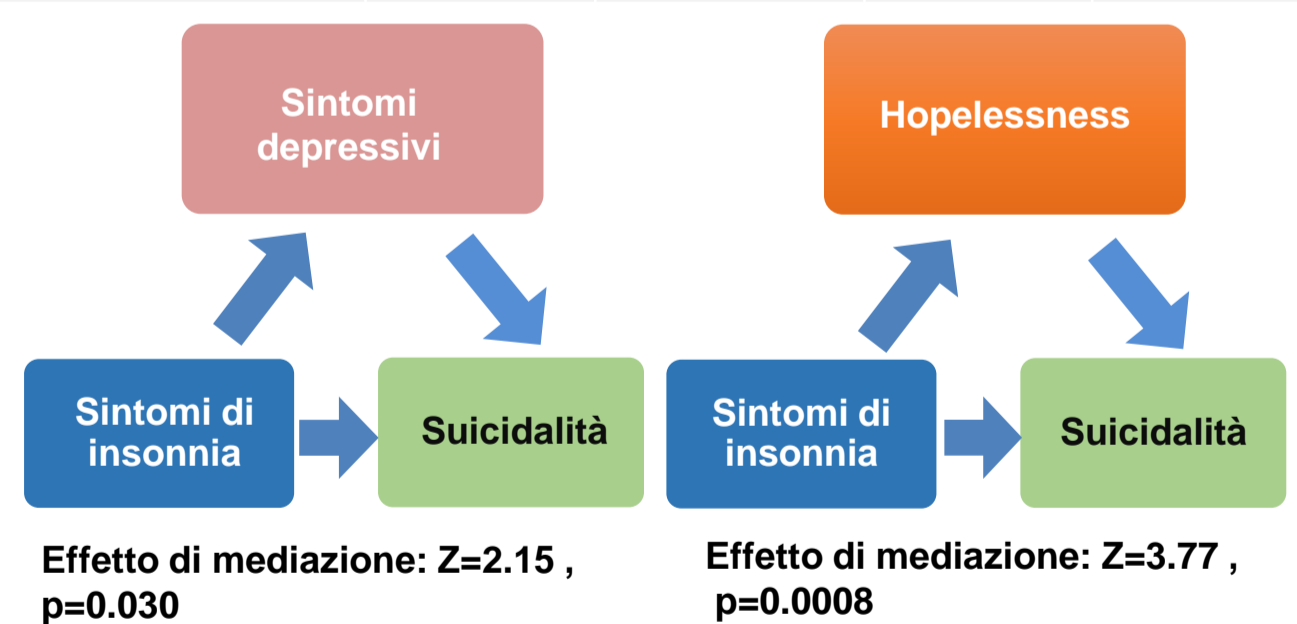 Sintomi
depressivi
Sintomi di
insonnia
Suicidalità
Effetto di mediazione: Z=2.15 ,
p=0.030
Hopelessness
Sintomi di
insonnia
Suicidalità
Effetto di mediazione: Z=3.77 ,
p=0.0008